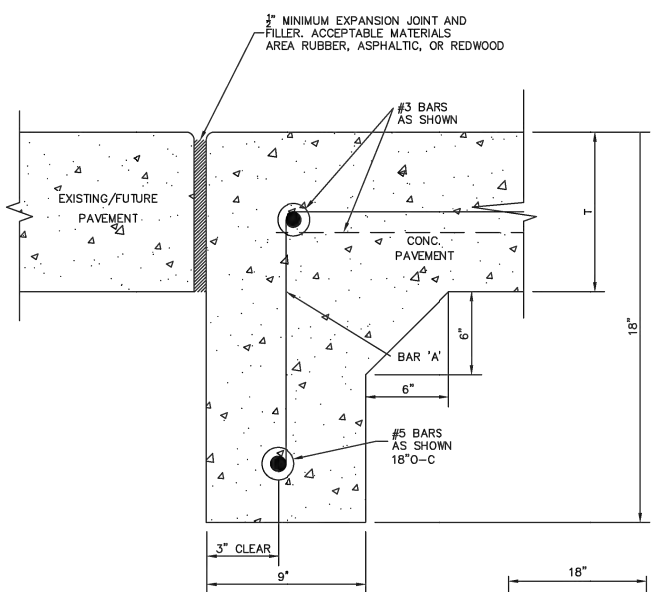 ½" MINIMUM EXPANSION JOINT AND
FILLER. ACCEPTABLE MATERIALS
AREA RUBBER, ASPHALTIC, OR REDWOOD
#3 BARS
AS SHOWN
EXISTING/FUTURE
PAVEMENT
CONC.
PAVEMENT
T
18"
6"
BAR 'A'
6"
#5 BARS
AS SHOWN
18"O-C
3" CLEAR
9"
18"